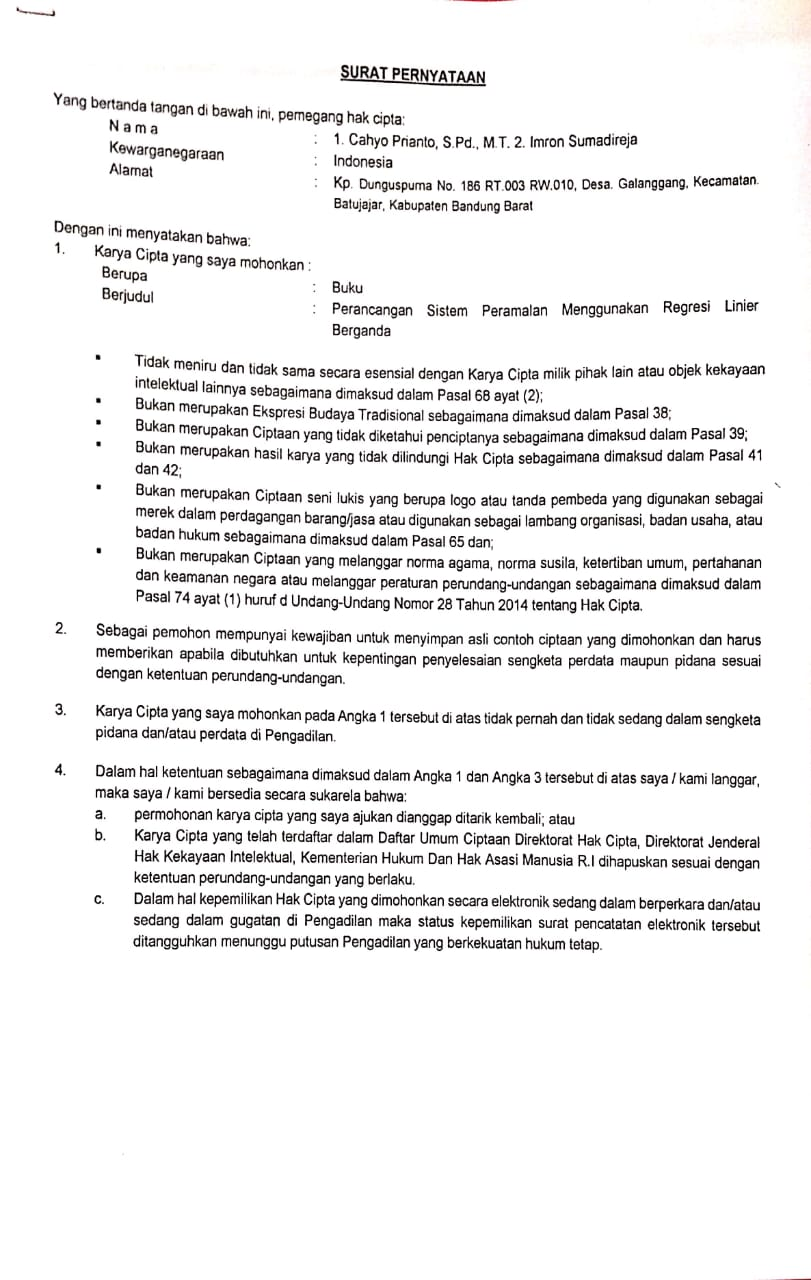 SURAT PERNYATAAN
Yang bertanda tangan di bawah ini, pemegang hak cipta:
N a m a : 1. Cahyo Prianto, S.Pd., M.T. 2. Imron Sumadireja
Kewarganegaraan : Indonesia
Alamat : Kp. Dunguspurna No. 186 RT.003 RW.010, Desa. Galanggang, Kecamatan.
Batujajar, Kabupaten Bandung Barat
Dengan ini menyatakan bahwa:
1. Karya Cipta yang saya mohonkan :
Berupa : Buku
Berjudul : Perancangan Sistem Peramalan Menggunakan Regresi Linier
Berganda
▪ Tidak meniru dan tidak sama secara esensial dengan Karya Cipta milik pihak lain atau objek kekayaan
intelektual lainnya sebagaimana dimaksud dalam Pasal 68 ayat (2);
▪ Bukan merupakan Ekspresi Budaya Tradisional sebagaimana dimaksud dalam Pasal 38;
▪ Bukan merupakan Ciptaan yang tidak diketahui penciptanya sebagaimana dimaksud dalam Pasal 39;
▪ Bukan merupakan hasil karya yang tidak dilindungi Hak Cipta sebagaimana dimaksud dalam Pasal 41
dan 42;
▪ Bukan merupakan Ciptaan seni lukis yang berupa logo atau tanda pembeda yang digunakan sebagai
merek dalam perdagangan barang/jasa atau digunakan sebagai lambang organisasi, badan usaha, atau
badan hukum sebagaimana dimaksud dalam Pasal 65 dan;
▪ Bukan merupakan Ciptaan yang melanggar norma agama, norma susila, ketertiban umum, pertahanan
dan keamanan negara atau melanggar peraturan perundang-undangan sebagaimana dimaksud dalam
Pasal 74 ayat (1) huruf d Undang-Undang Nomor 28 Tahun 2014 tentang Hak Cipta.
2. Sebagai pemohon mempunyai kewajiban untuk menyimpan asli contoh ciptaan yang dimohonkan dan harus
memberikan apabila dibutuhkan untuk kepentingan penyelesaian sengketa perdata maupun pidana sesuai
dengan ketentuan perundang-undangan.
3. Karya Cipta yang saya mohonkan pada Angka 1 tersebut di atas tidak pernah dan tidak sedang dalam sengketa
pidana dan/atau perdata di Pengadilan.
4. Dalam hal ketentuan sebagaimana dimaksud dalam Angka 1 dan Angka 3 tersebut di atas saya / kami langgar,
maka saya / kami bersedia secara sukarela bahwa:
a. permohonan karya cipta yang saya ajukan dianggap ditarik kembali; atau
b. Karya Cipta yang telah terdaftar dalam Daftar Umum Ciptaan Direktorat Hak Cipta, Direktorat Jenderal
Hak Kekayaan Intelektual, Kementerian Hukum Dan Hak Asasi Manusia R.I dihapuskan sesuai dengan
ketentuan perundang-undangan yang berlaku.
c. Dalam hal kepemilikan Hak Cipta yang dimohonkan secara elektronik sedang dalam berperkara dan/atau
sedang dalam gugatan di Pengadilan maka status kepemilikan surat pencatatan elektronik tersebut
ditangguhkan menunggu putusan Pengadilan yang berkekuatan hukum tetap.